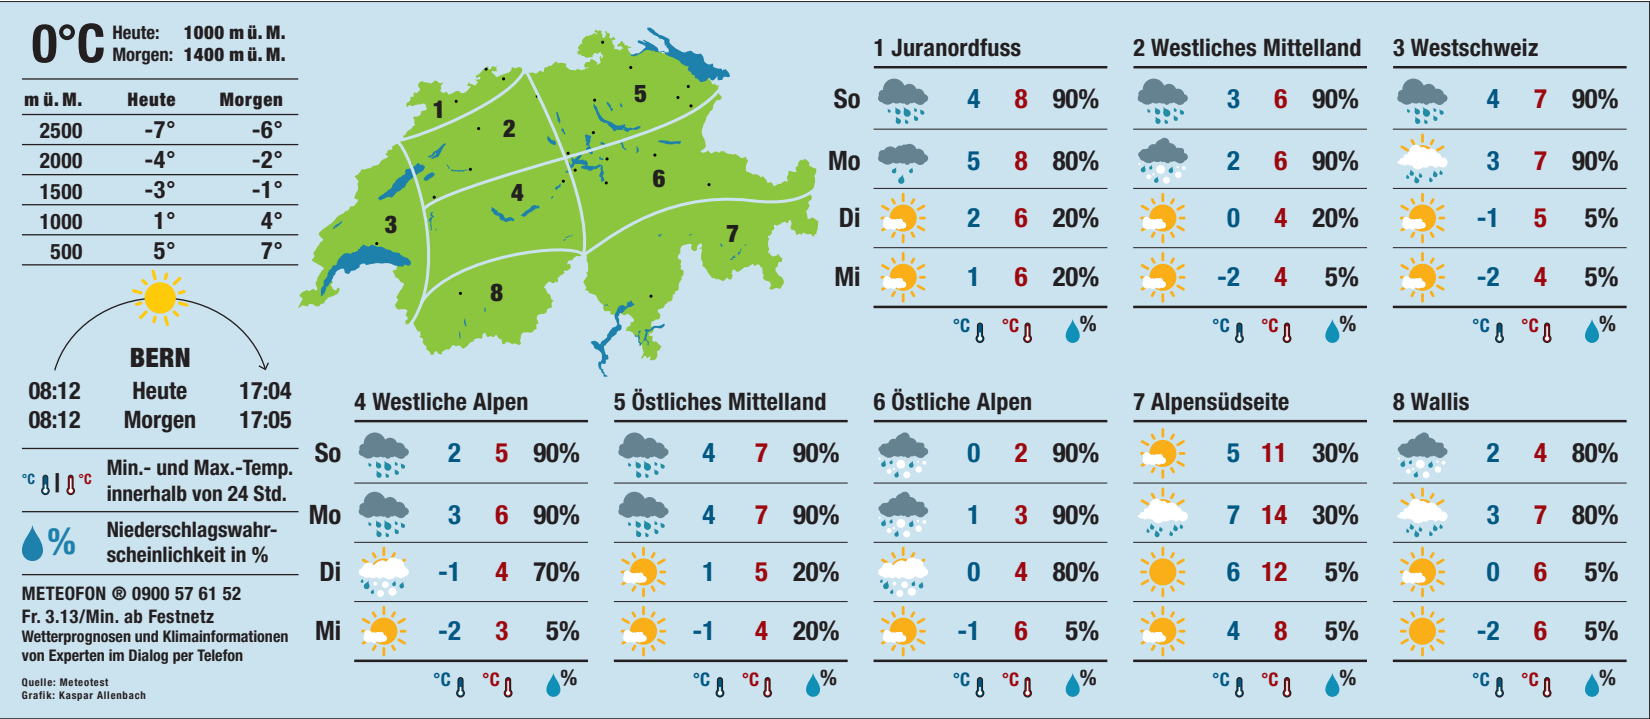 0°C
Heute: 1000 m ü. M.
Morgen: 1400 m ü. M.
m ü. M. Heute Morgen
2500 -7° -6°
2000 -4° -2°
1500 -3° -1°
1000 1° 4°
500 5° 7°
BERN
08:12 Heute 17:04
08:12 Morgen 17:05
°C | °C Min.- und Max.-Temp.
innerhalb von 24 Std.
% Niederschlagswahr-
scheinlichkeit in %
METEOFON ® 0900 57 61 52
Fr. 3.13/Min. ab Festnetz
Wetterprognosen und Klimainformationen
von Experten im Dialog per Telefon
Quelle: Meteotest
Grafik: Kaspar Allenbach
1
2
3
4
5
6
7
8
1 Juranordfuss
So 4 8 90%
Mo 5 8 80%
Di 2 6 20%
Mi 1 6 20%
°C °C %
2 Westliches Mittelland
3 6 90%
2 6 90%
0 4 20%
-2 4 5%
°C °C %
3 Westschweiz
4 7 90%
3 7 90%
-1 5 5%
-2 4 5%
°C °C %
4 Westliche Alpen
So 2 5 90%
Mo 3 6 90%
Di -1 4 70%
Mi -2 3 5%
°C °C %
5 Östliches Mittelland
4 7 90%
4 7 90%
1 5 20%
-1 4 20%
°C °C %
6 Östliche Alpen
0 2 90%
1 3 90%
0 4 80%
-1 6 5%
°C °C %
7 Alpensüdseite
5 11 30%
7 14 30%
6 12 5%
4 8 5%
°C °C %
8 Wallis
2 4 80%
3 7 80%
0 6 5%
-2 6 5%
°C °C %